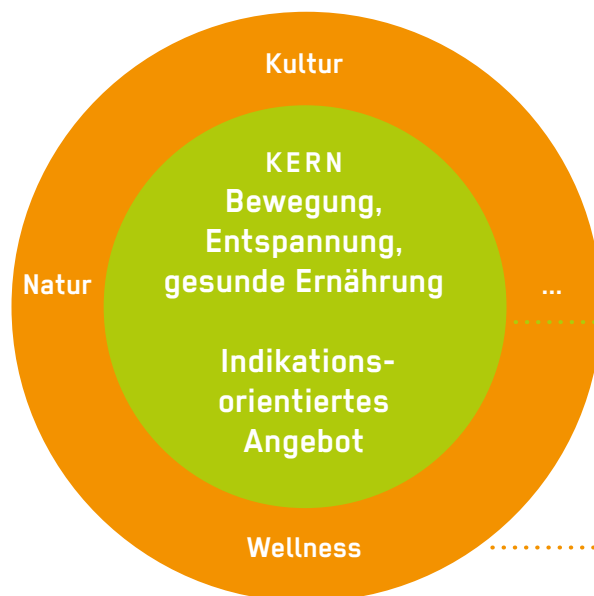 Kultur
KERN
Bewegung,
Entspannung,
gesunde Ernährung
Natur
...
Indikations-
orientiertes
Angebot
Wellness